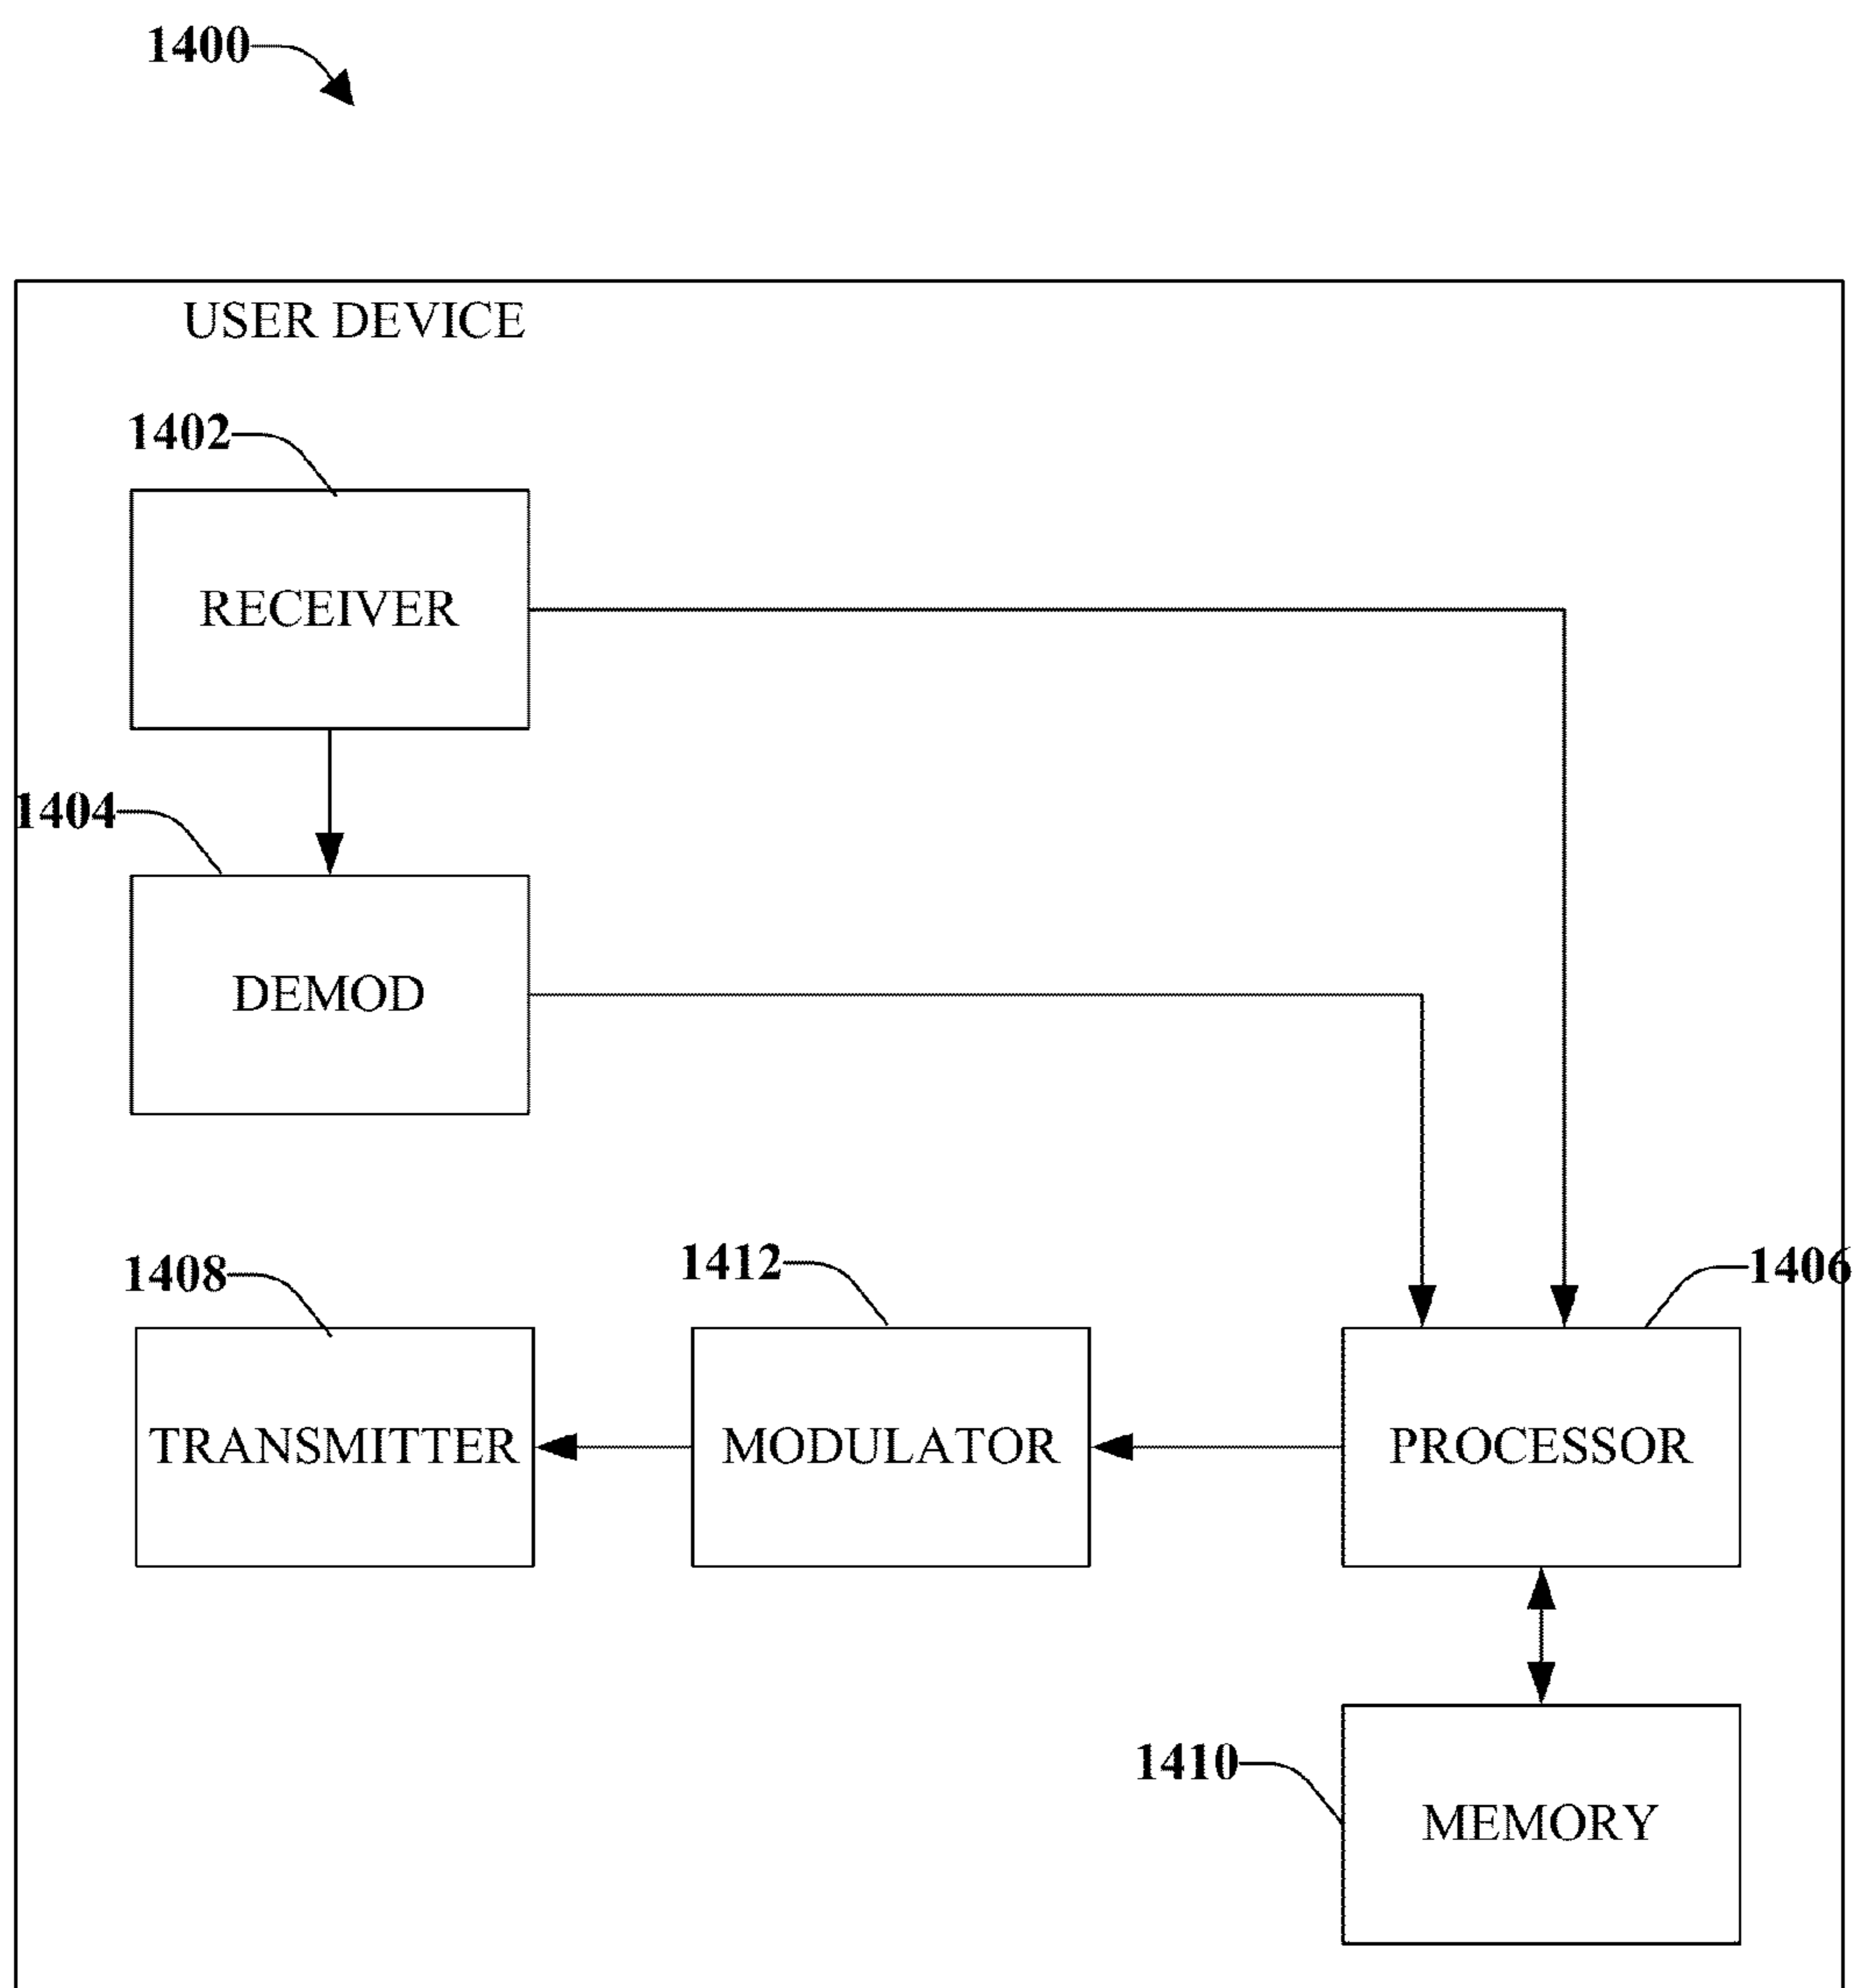 1400
USER DEVICE
1402
RECEIVER
1404
DEMOD
1408
1412
1406
TRANSMITTER
MODULATOR
PROCESSOR
1410
MEMORY